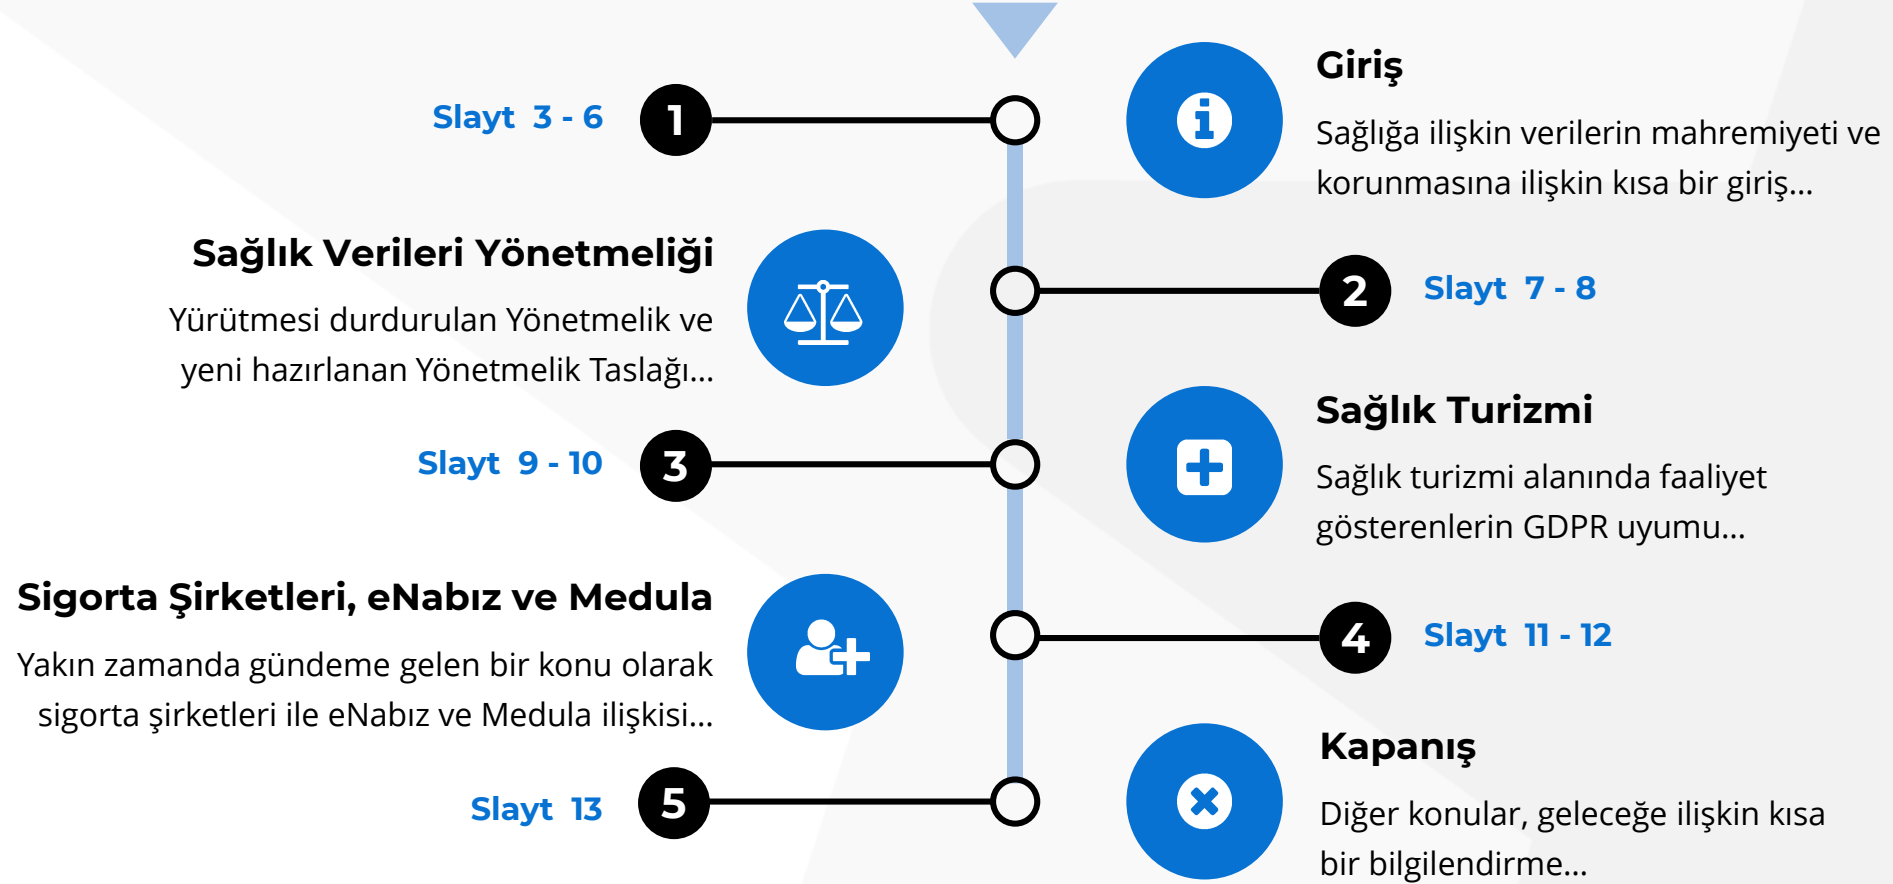 Slayt 3 - 6
1
Giriş
Sağlığa ilişkin verilerin mahremiyeti ve
korunmasına ilişkin kısa bir giriş...
Sağlık Verileri Yönetmeliği
Yürütmesi durdurulan Yönetmelik ve
yeni hazırlanan Yönetmelik Taslağı...
2
Slayt 7 - 8
Slayt 9 - 10
3
Sağlık Turizmi
Sağlık turizmi alanında faaliyet
gösterenlerin GDPR uyumu...
Sigorta Şirketleri, eNabız ve Medula
Yakın zamanda gündeme gelen bir konu olarak
sigorta şirketleri ile eNabız ve Medula ilişkisi...
4
Slayt 11 - 12
Slayt 13
5
Kapanış
Diğer konular, geleceğe ilişkin kısa
bir bilgilendirme...